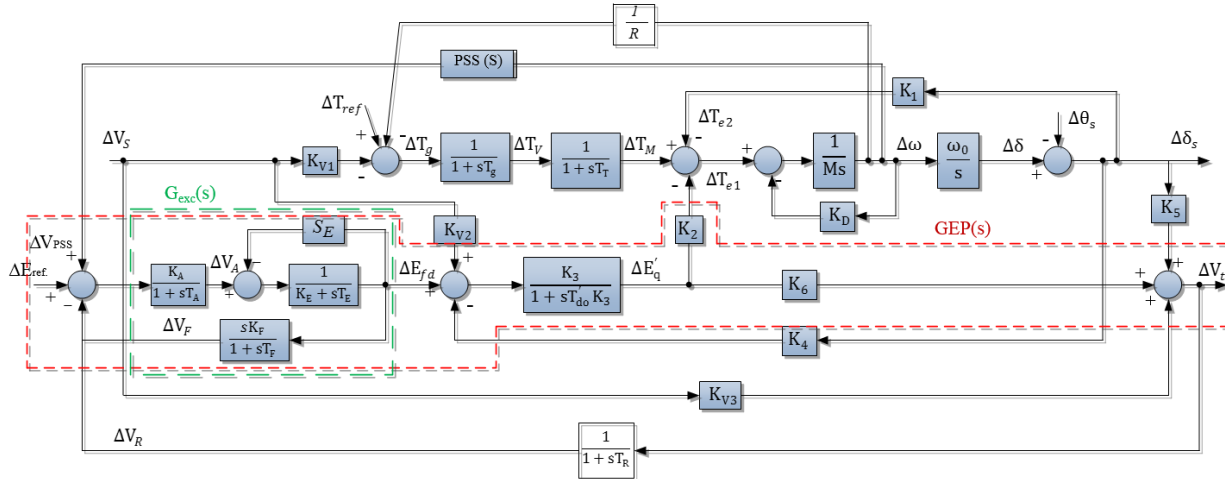 1
R
PSS (S)
K1
ΔTref
ΔTe2
Δθs
ΔVS
KV1
ΔTg
1
1 + sTg
ΔTV
1
1 + sTT
ΔTM
ΔTe1
1
Ms
Δω
ω0
s
Δδ
Δδs
Gexc(s)
KD
K5
SE
KV2
K2
GEP(s)
ΔVPSS
ΔEref.
KA
1 + sTA
ΔVA
1
KE + sTE
ΔEfd
K3
1 + sT′do K3
ΔE′q
K6
ΔVt
ΔVF
sKF
1 + sTF
K4
KV3
ΔVR
1
1 + sTR